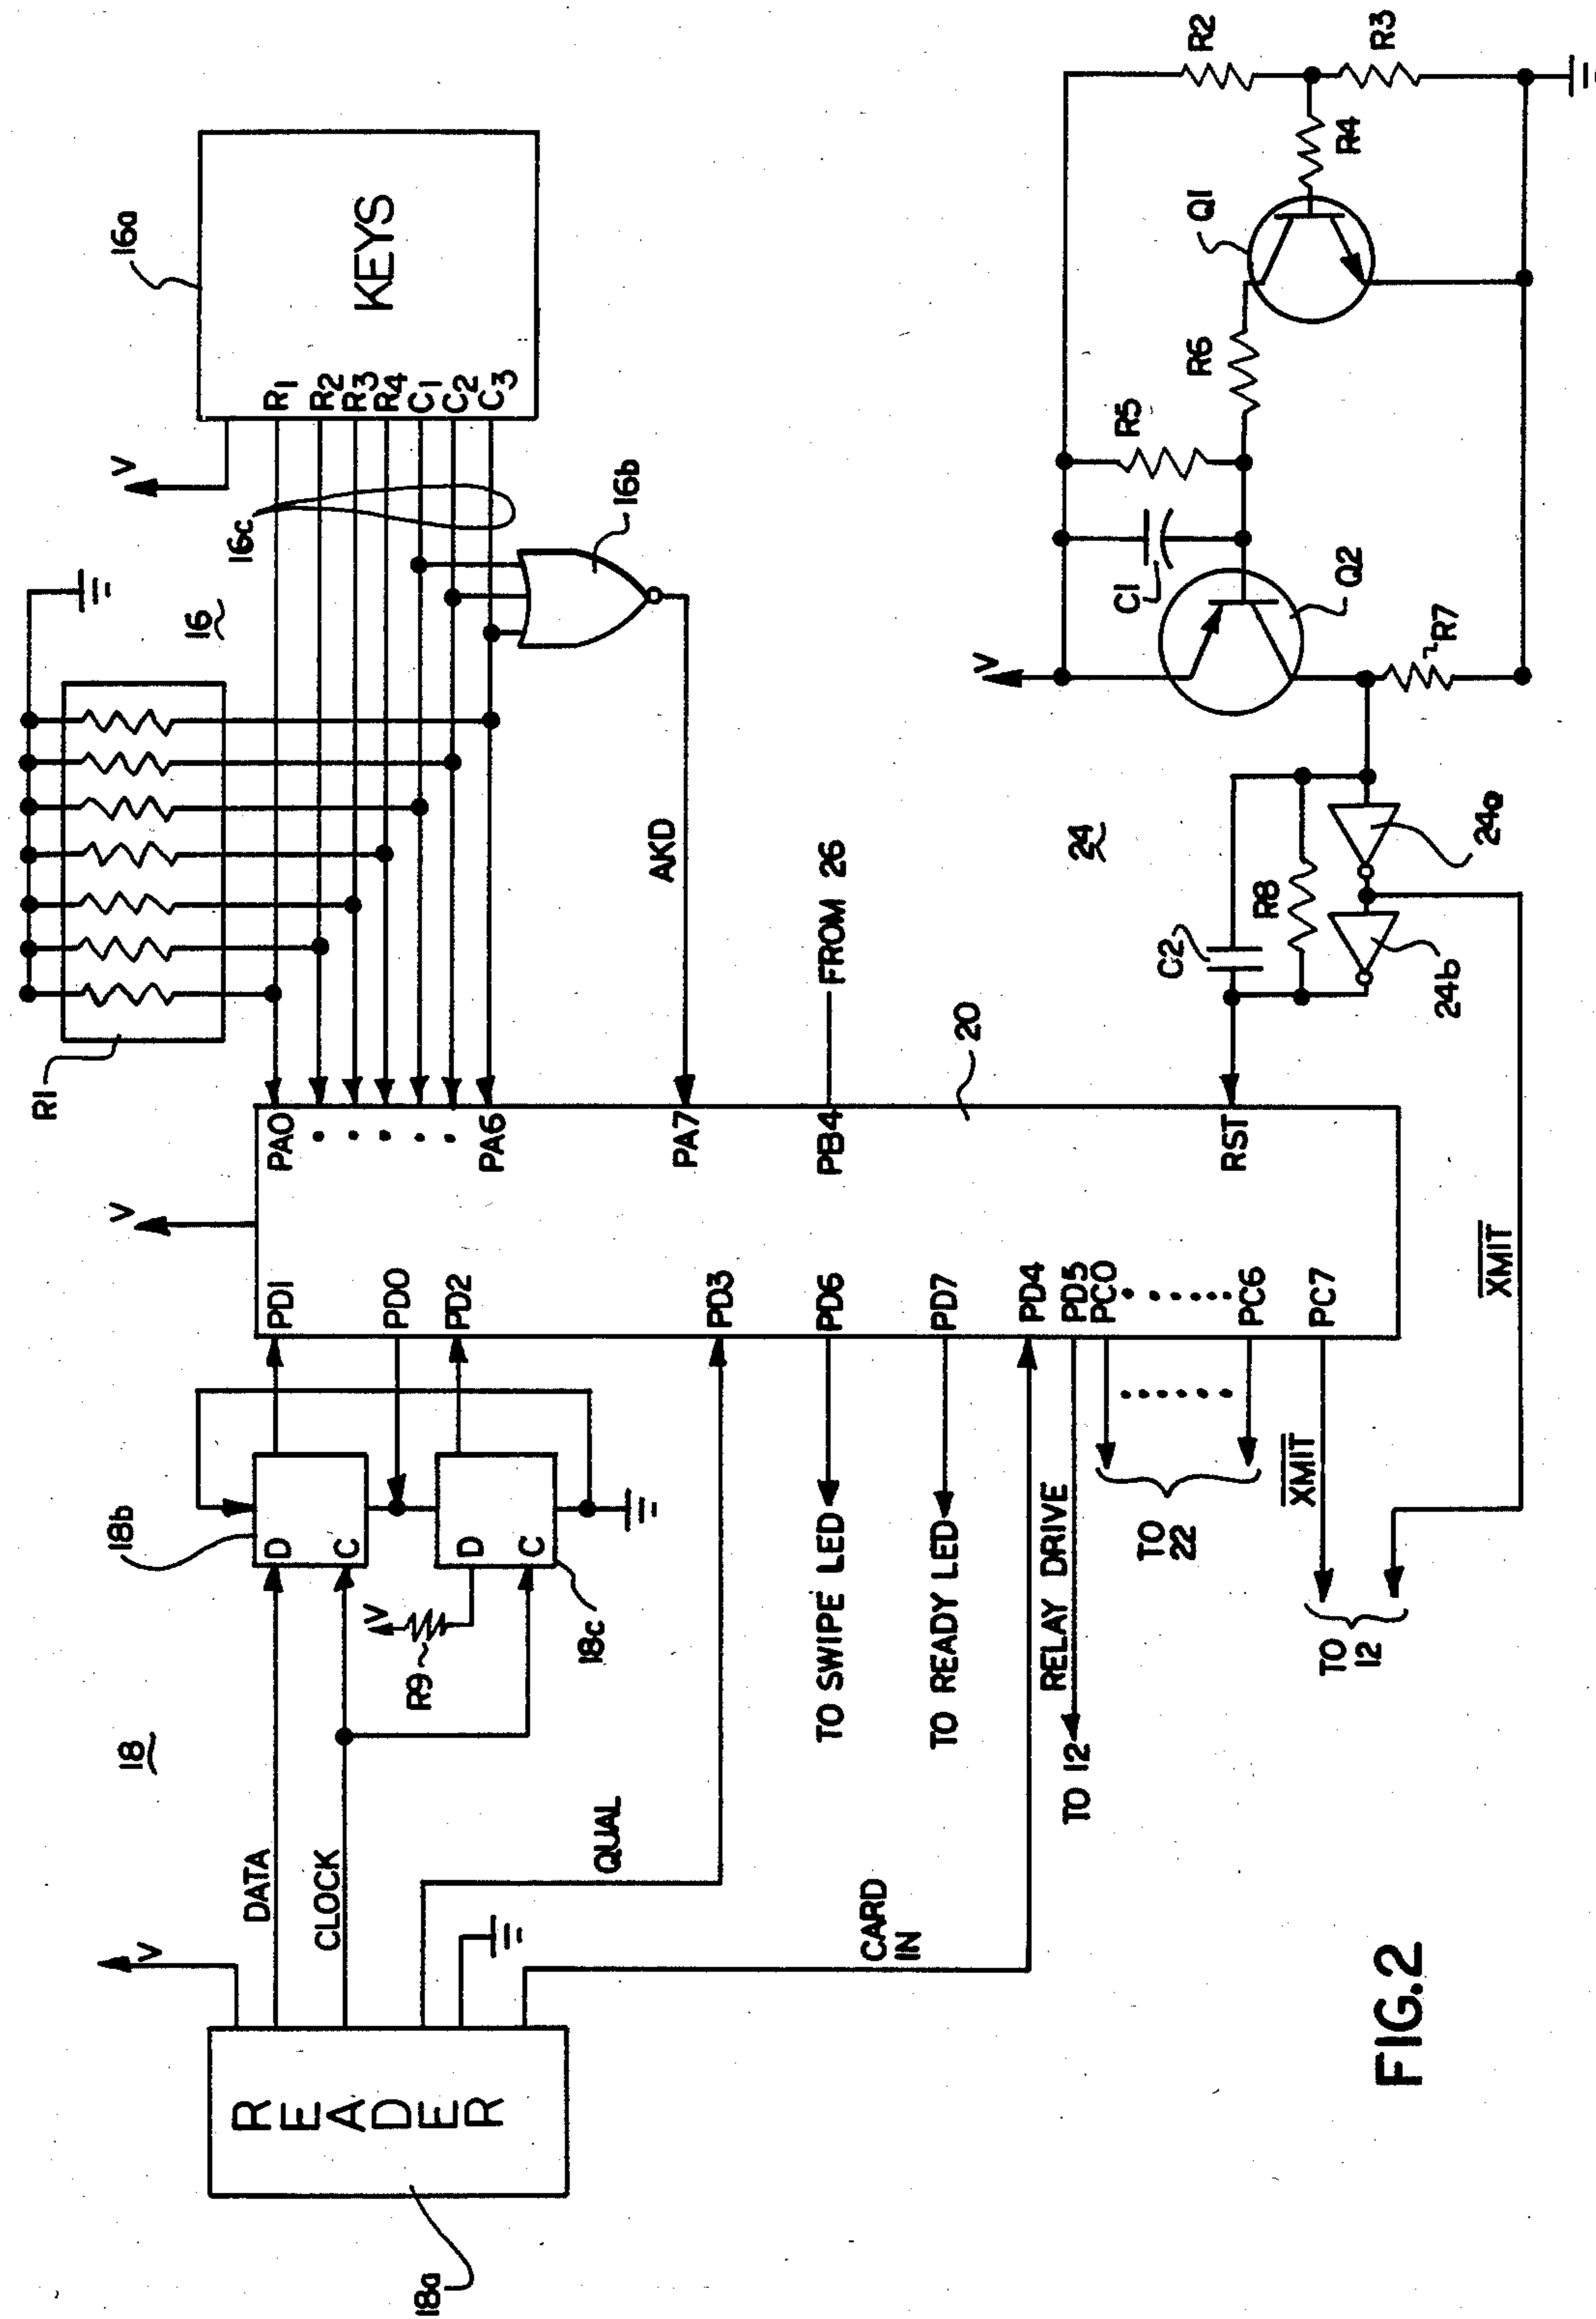 18a
READER
V
DATA
CLOCK
QUAL
CARD
IN
18
18b
D
C
D
C
18c
R9
V
TO SWIPE LED
TO READY LED
RELAY DRIVE
TO 12
TO
22
XMIT
TO
12
XMIT
V
PD1
PD0
PD2
PD3
PD6
PD7
PD4
PD5
PC0
PC6
PC7
PA0
PA6
PA7
PB4
RST
20
R1
16
16c
AKD
16b
V
R1
R2
R3
R4
C1
C2
C3
KEYS
16a
FROM 26
24
C2
R8
24a
24b
V
C1
R5
Q2
R7
R6
Q1
R4
R2
R3
FIG.2